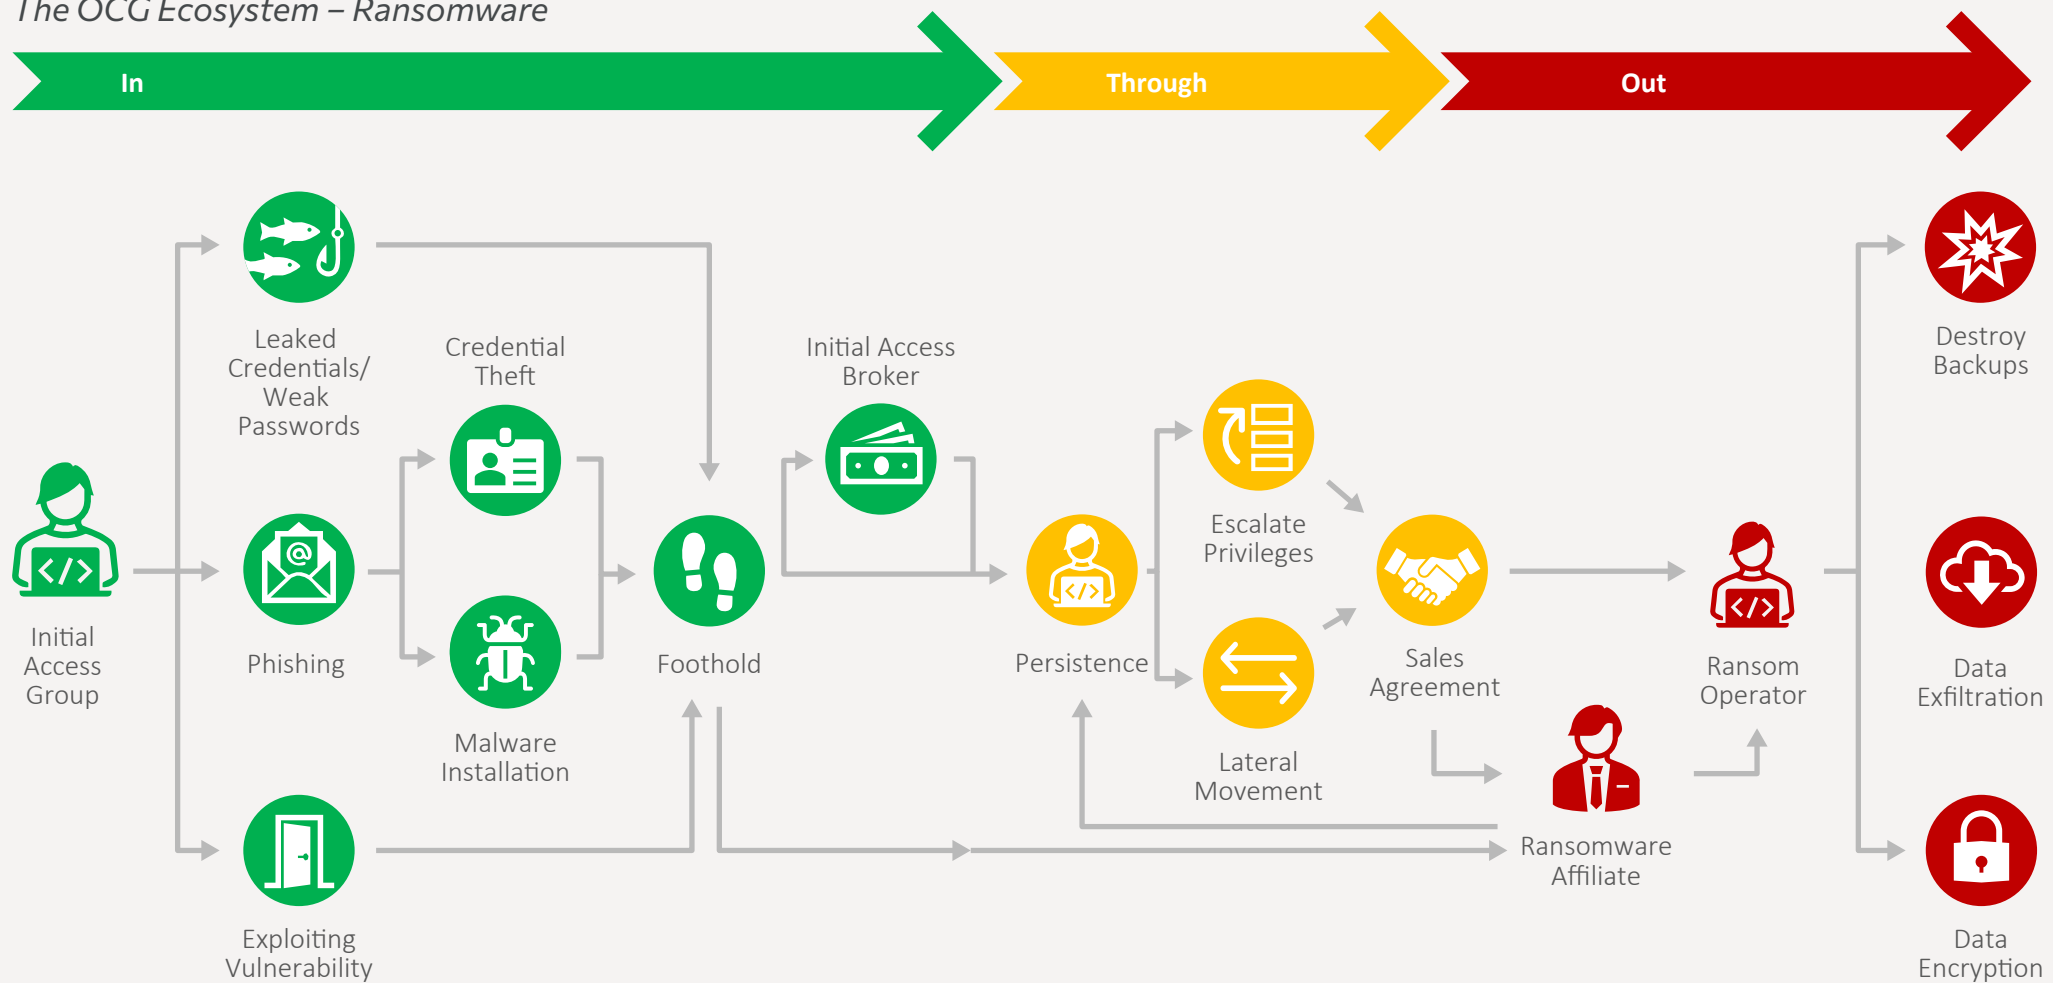 The OCG Ecosystem – Ransomware
In
Through
Out
Leaked
Credentials/
Weak
Passwords
Credential
Theft
Initial Access
Broker
Destroy
Backups
@
</>
</>
</>
Escalate
Privileges
Initial
Access
Group
Phishing
Foothold
Persistence
Sales
Agreement
Ransom
Operator
Data
Exfiltration
Malware
Installation
Lateral
Movement
Ransomware
Affiliate
Exploiting
Vulnerability
Data
Encryption